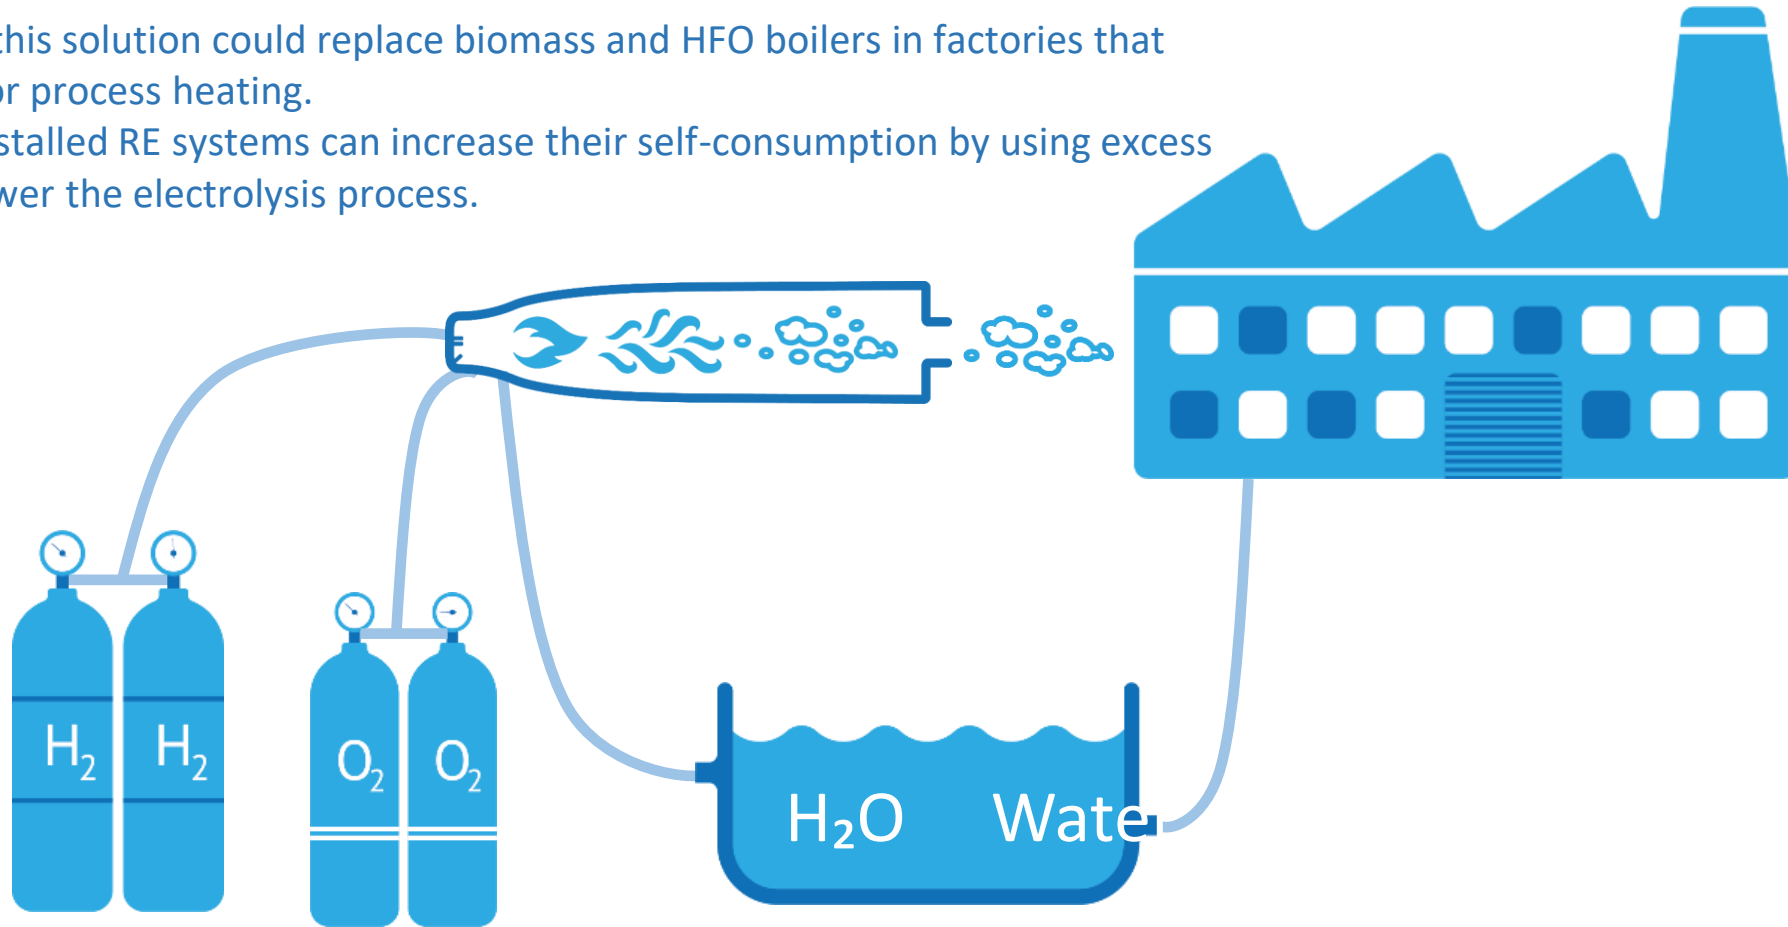 this solution could replace biomass and HFO boilers in factories that
or process heating.
stalled RE systems can increase their self-consumption by using excess
wer the electrolysis process.
H₂ H₂
O₂ O₂
H₂O Wate